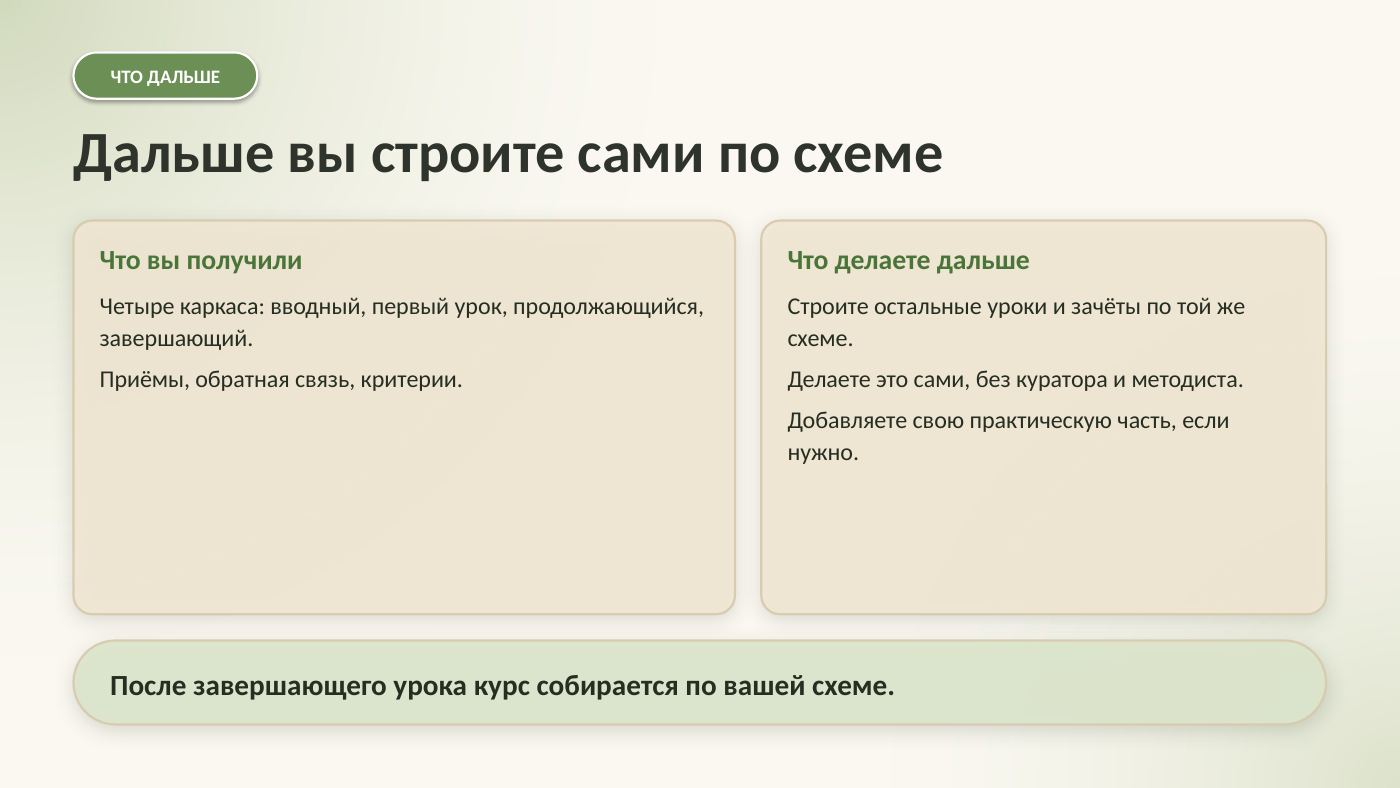 ЧТО ДАЛЬШЕ
Дальше вы строите сами по схеме
Что вы получили
Четыре каркаса: вводный, первый урок, продолжающийся,
завершающий.
Приёмы, обратная связь, критерии.
Что делаете дальше
Строите остальные уроки и зачёты по той же
схеме.
Делаете это сами, без куратора и методиста.
Добавляете свою практическую часть, если
нужно.
После завершающего урока курс собирается по вашей схеме.